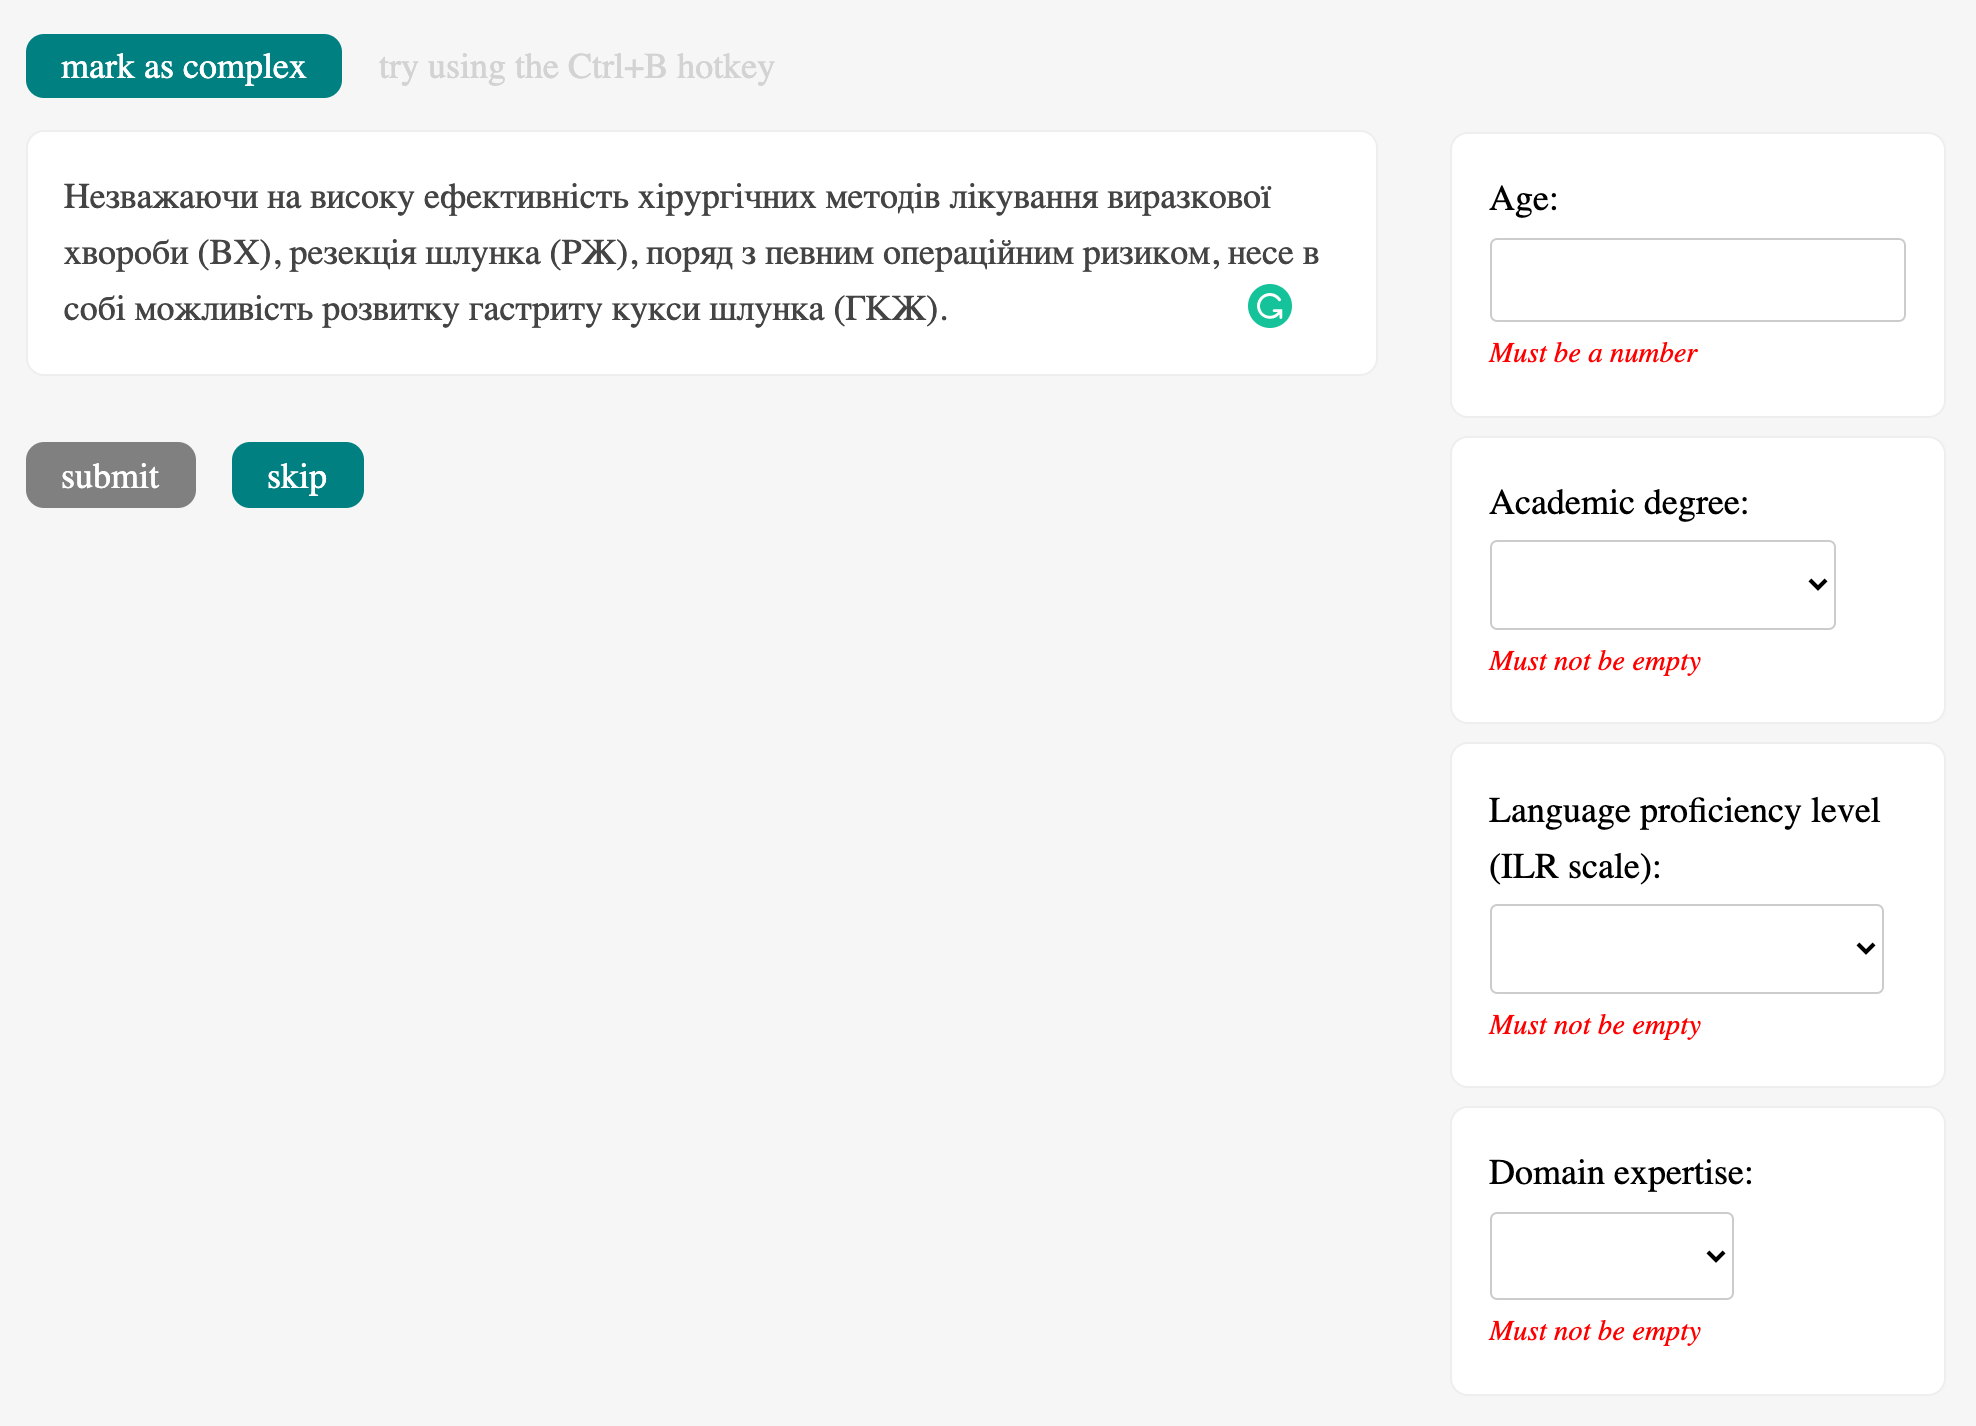 mark as complex
try using the Ctrl+B hotkey
Незважаючи на високу ефективність хірургічних методів лікування виразкової
хвороби (ВХ), резекція шлунка (РЖ), поряд з певним операційним ризиком, несе в
собі можливість розвитку гастриту кукси шлунка (ГКЖ).
submit
skip
Age:
Must be a number
Academic degree:
Must not be empty
Language proficiency level
(ILR scale):
Must not be empty
Domain expertise:
Must not be empty